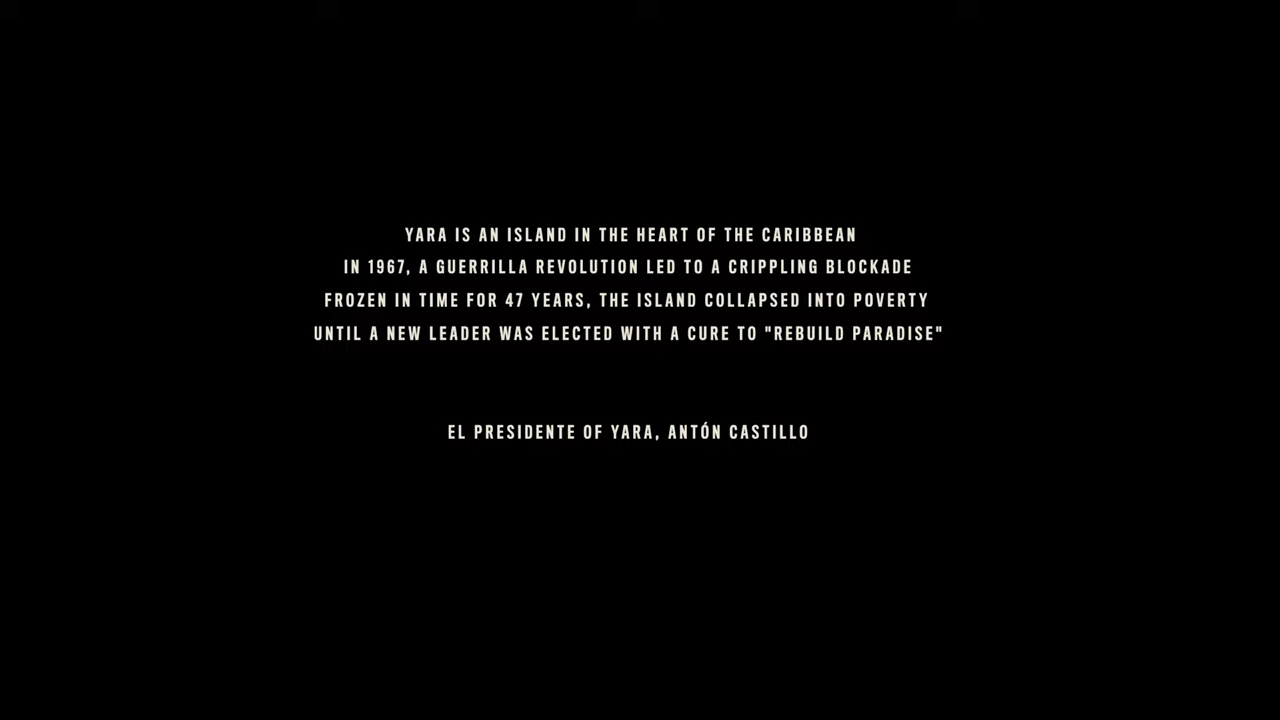 YARA IS AN ISLAND IN THE HEART OF THE CARIBBEAN
IN 1967, A GUERRILLA REVOLUTION LED TO A CRIPPLING BLOCKADE
FROZEN IN TIME FOR 47 YEARS, THE ISLAND COLLAPSED INTO POVERTY
UNTIL A NEW LEADER WAS ELECTED WITH A CURE TO "REBUILD PARADISE"
EL PRESIDENTE OF YARA, ANTÓN CASTILLO